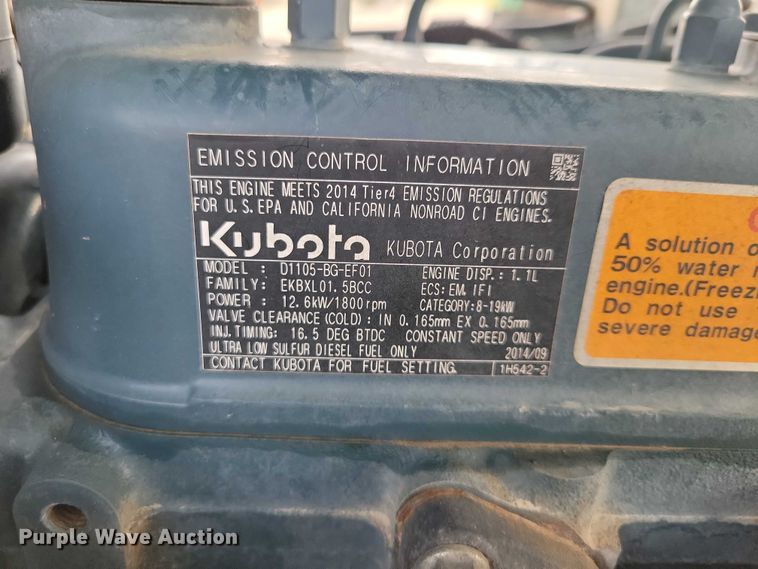 EMISSION CONTROL INFORMATION
THIS ENGINE MEETS 2014 Tier4 EMISSION REGULATIONS
FOR U.S.EPA AND CALIFORNIA NONROAD CI ENGINES.
Kubota KUBOTA Corporation
MODEL : D1105-BG-EF01 ENGINE DISP.: 1.1L
FAMILY: EKBXL01.5BCC ECS: EM, IFI
POWER : 12.6kW/1800rpm CATEGORY:8-19kW
VALVE CLEARANCE(COLD): IN 0.165mm EX 0.165mm
INJ.TIMING: 16.5 DEG BTDC CONSTANT SPEED ONLY
ULTRA LOW SULFUR DIESEL FUEL ONLY 2014/09
CONTACT KUBOTA FOR FUEL SETTING. 1H542-2
A solution o
50% water
engine.(Freez
Do not use
severe damage
Purple Wave Auction